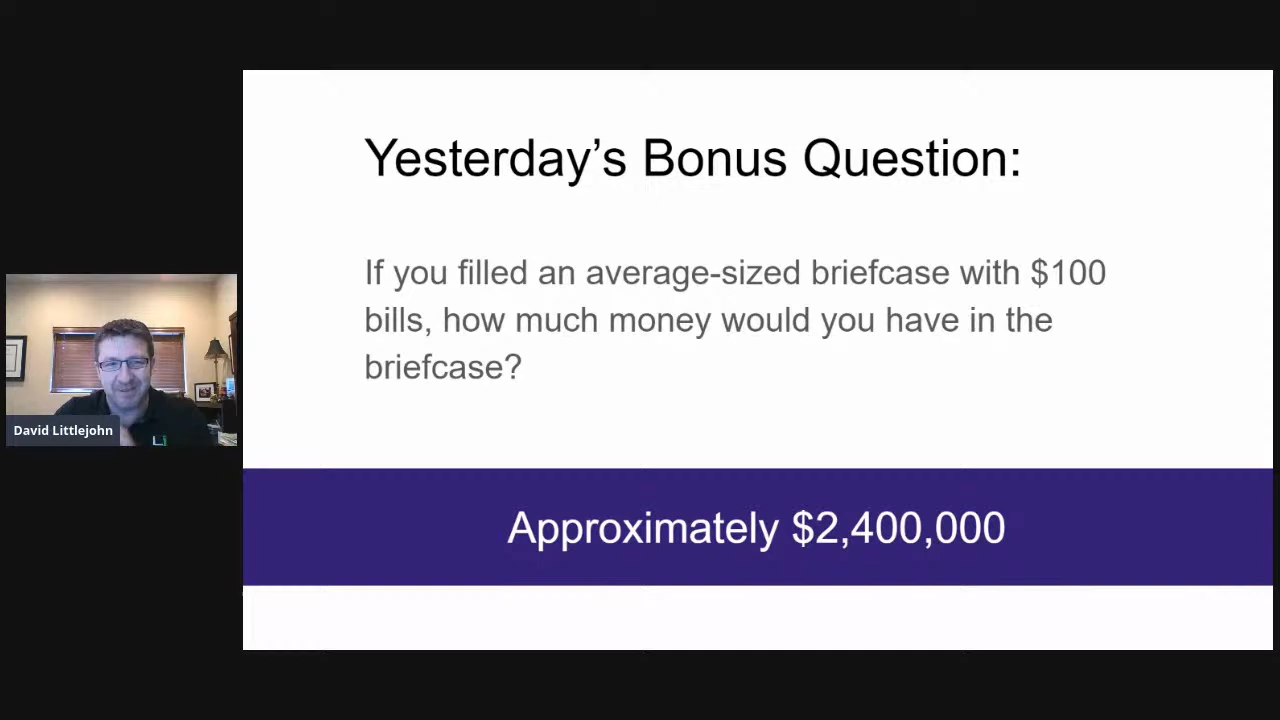 Yesterday’s Bonus Question:
If you filled an average-sized briefcase with $100
bills, how much money would you have in the
briefcase?
David Littlejohn
Approximately $2,400,000